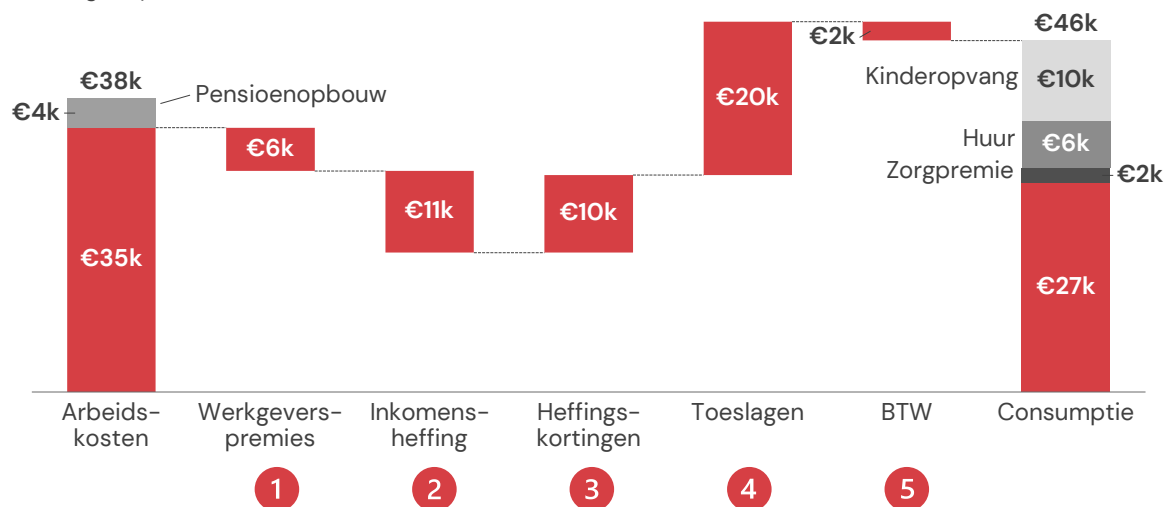 €38k
€4k
Pensioenopbouw
€35k
€6k
€11k
€10k
€20k
€2k
€46k
Kinderopvang
€10k
Huur
€6k
Zorgpremie
€2k
€27k
Arbeids-
kosten
Werkgevers-
premies
Inkomens-
heffing
Heffings-
kortingen
Toeslagen
BTW
Consumptie
1
2
3
4
5